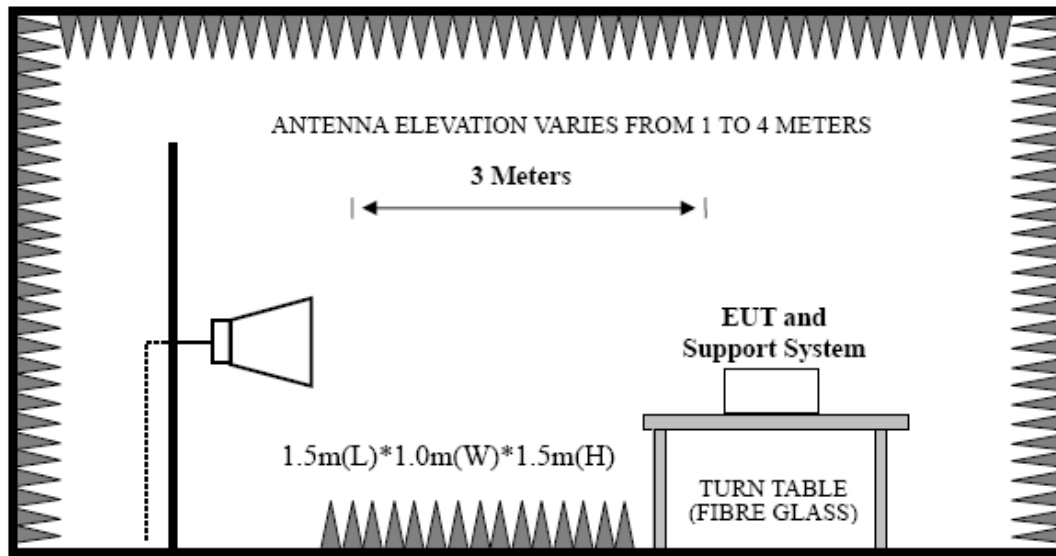 ANTENNA ELEVATION VARIES FROM 1 TO 4 METERS
3 Meters
EUT and
Support System
1.5m(L)*1.0m(W)*1.5m(H)
TURN TABLE
(FIBRE GLASS)